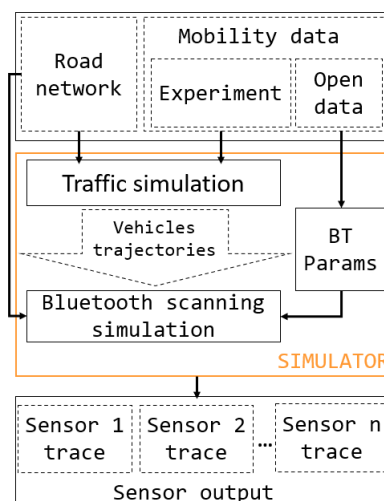 Road
network
Mobility data
Experiment
Open
data
Traffic simulation
Vehicles
trajectories
BT
Params
Bluetooth scanning
simulation
SIMULATOR
Sensor 1
trace
Sensor 2
trace
...
Sensor n
trace
Sensor output